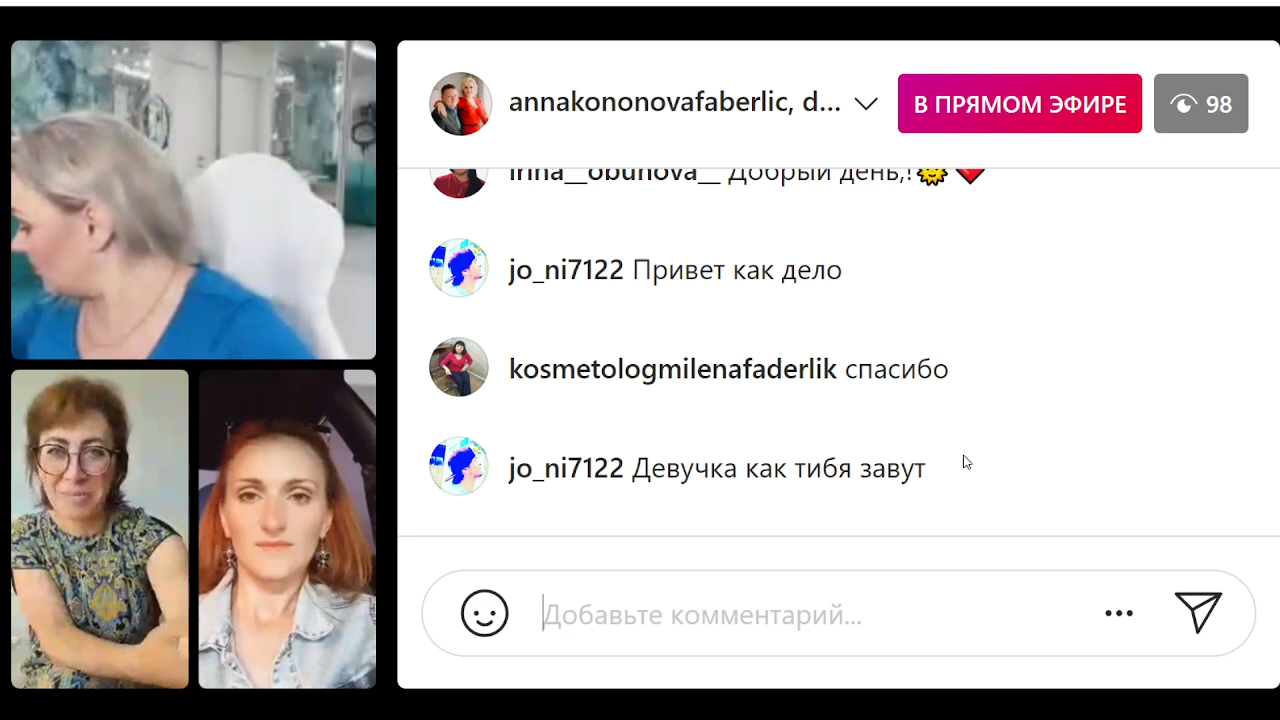 annakononovafaberlic, d...
В ПРЯМОМ ЭФИРЕ
98
irina__obuhova__ Добрый день,!🌞♥️
jo_ni7122 Привет как дело
kosmetologmilenafaderlik спасибо
jo_ni7122 Девучка как тибя завут
Добавьте комментарий...